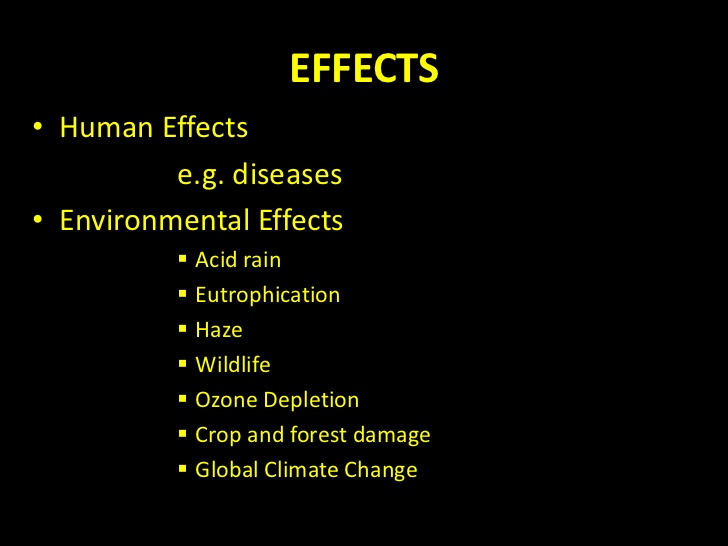 EFFECTS
• Human Effects
e.g. diseases
• Environmental Effects
▪ Acid rain
▪ Eutrophication
▪ Haze
▪ Wildlife
▪ Ozone Depletion
▪ Crop and forest damage
▪ Global Climate Change